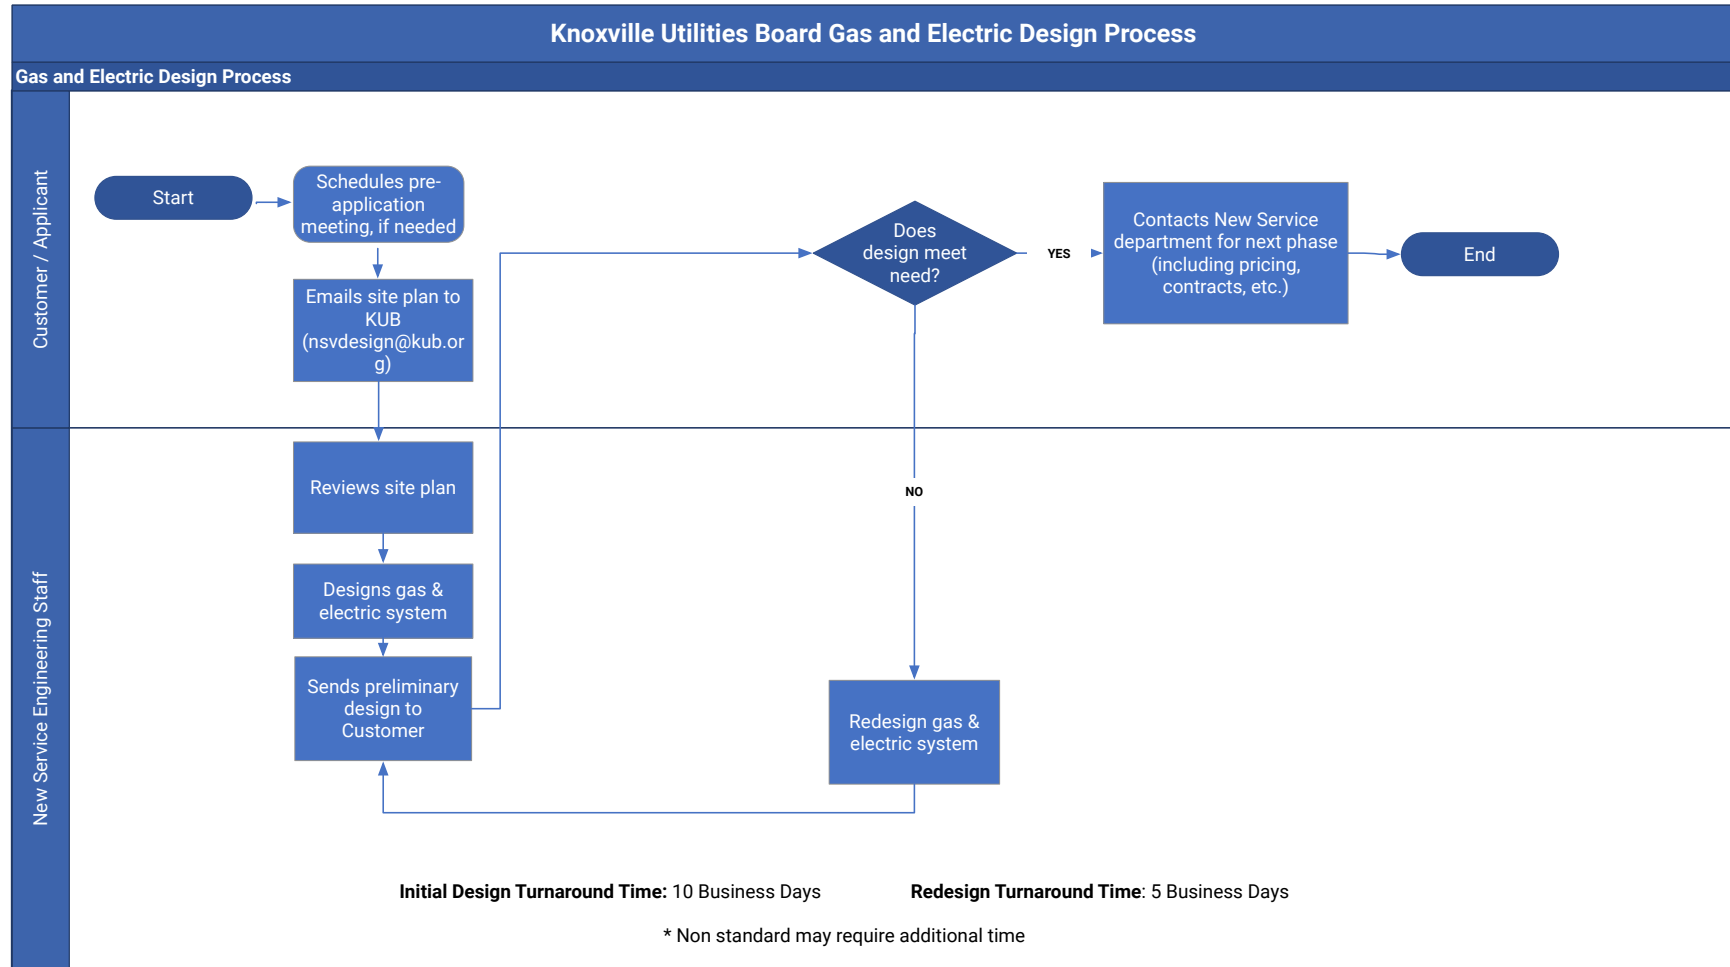 Knoxville Utilities Board Gas and Electric Design Process
Gas and Electric Design Process
Customer / Applicant
Start
Schedules pre-
application
meeting, if needed
Emails site plan to
KUB
(nsvdesign@kub.or
g)
Does
design meet
need?
YES
Contacts New Service
department for next phase
(including pricing,
contracts, etc.)
End
New Service Engineering Staff
Reviews site plan
Designs gas &
electric system
Sends preliminary
design to
Customer
NO
Redesign gas &
electric system
Initial Design Turnaround Time: 10 Business Days
Redesign Turnaround Time: 5 Business Days
* Non standard may require additional time